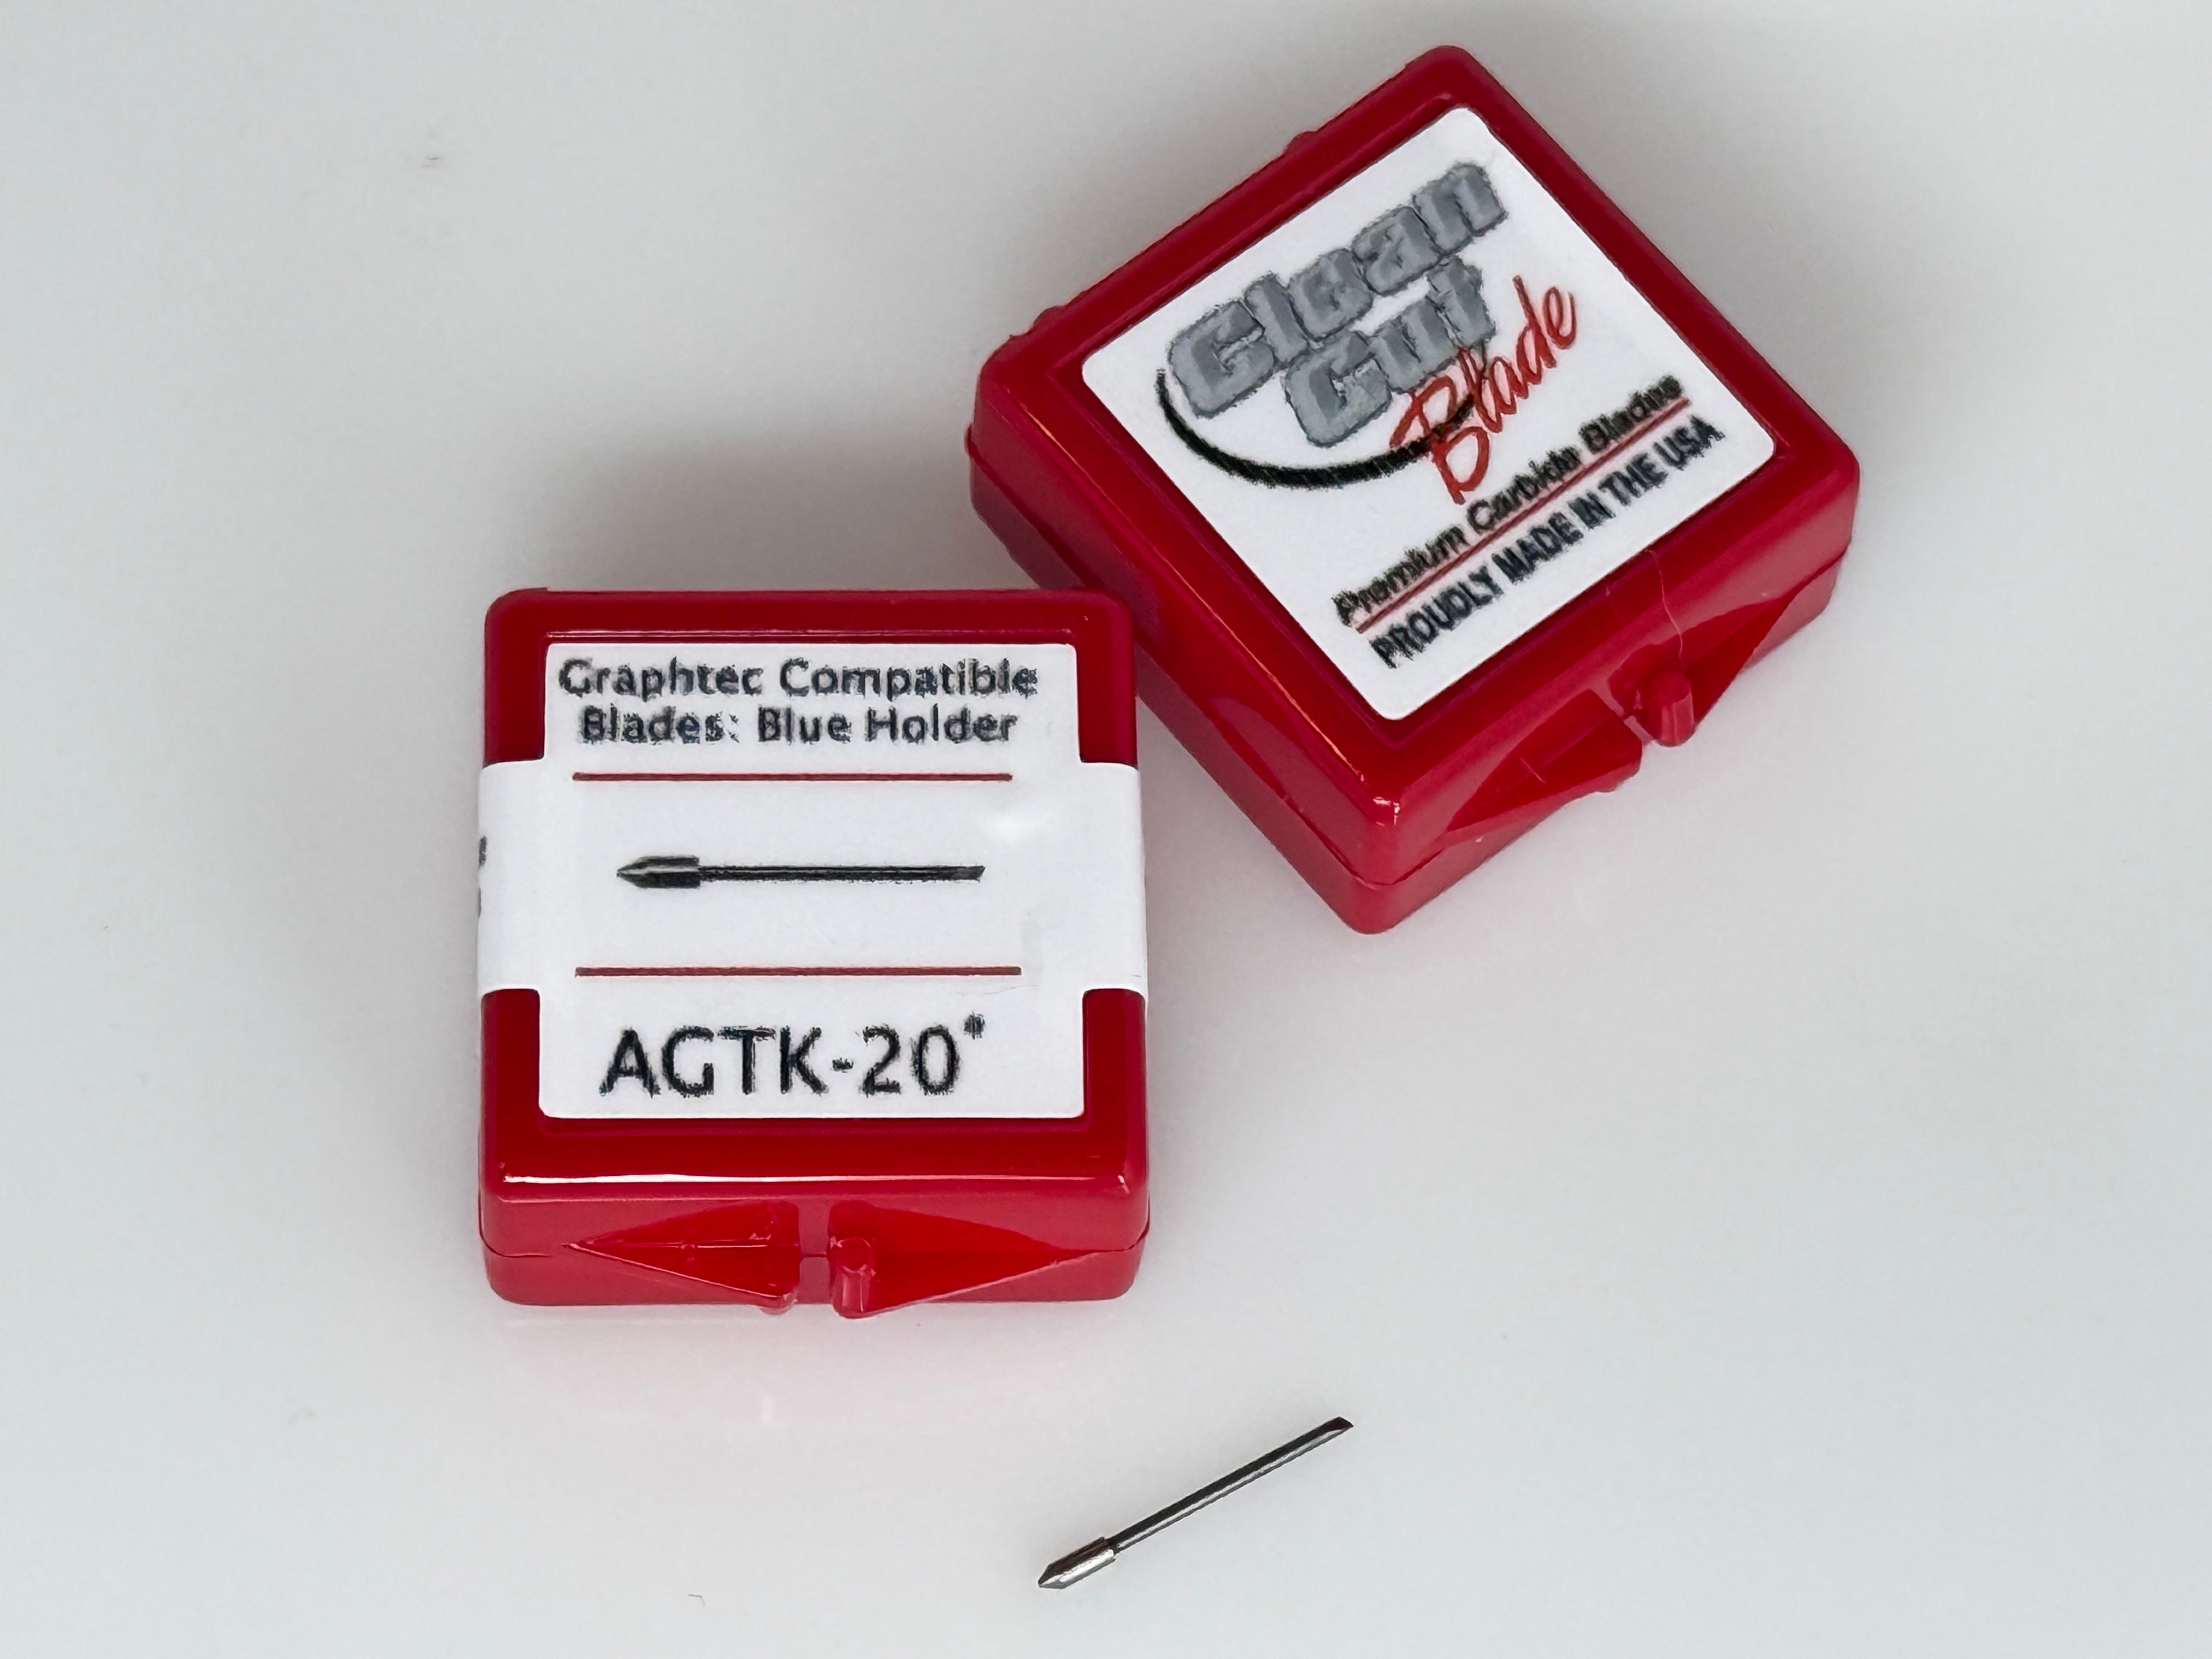 Clean
Cut
Blade
Premium Carbide Blades
PROUDLY MADE IN THE USA
Graphtec Compatible
Blades: Blue Holder
AGTK-20°